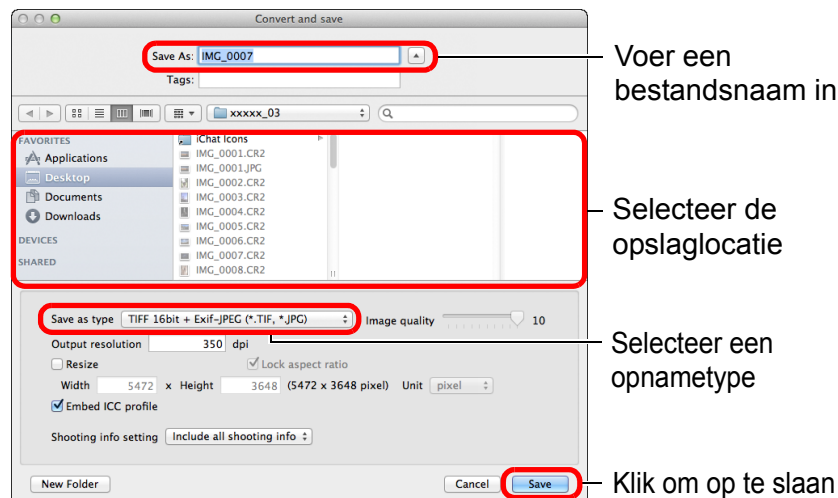 Convert and save
Save As: IMG_0007
Tags:
Voer een
bestandsnaam in
xxxxx_03
FAVORITES
Applications
Desktop
Documents
Downloads
DEVICES
SHARED
iChat Icons
IMG_0001.CR2
IMG_0001.JPG
IMG_0002.CR2
IMG_0003.CR2
IMG_0004.CR2
IMG_0005.CR2
IMG_0006.CR2
IMG_0007.CR2
IMG_0008.CR2
Selecteer de
opslaglocatie
Save as type TIFF 16bit + Exif-JPEG (*.TIF, *.JPG) Image quality 10
Output resolution 350 dpi
Resize Lock aspect ratio
Width 5472 x Height 3648 (5472 x 3648 pixel) Unit pixel
Embed ICC profile
Shooting info setting Include all shooting info
Selecteer een
opnametype
New Folder Cancel Save
Klik om op te slaan